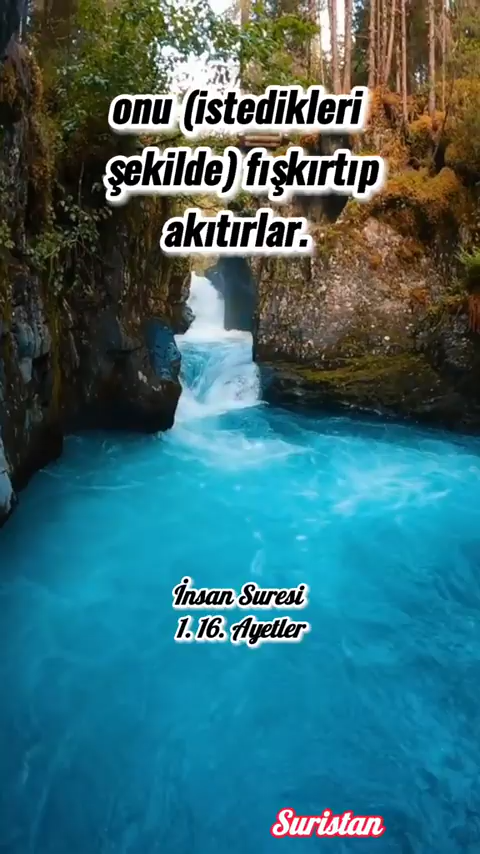 onu (istedikleri
şekilde) fışkırtıp
akıtırlar.
İnsan Suresi
1. 16. Ayetler
Suristan